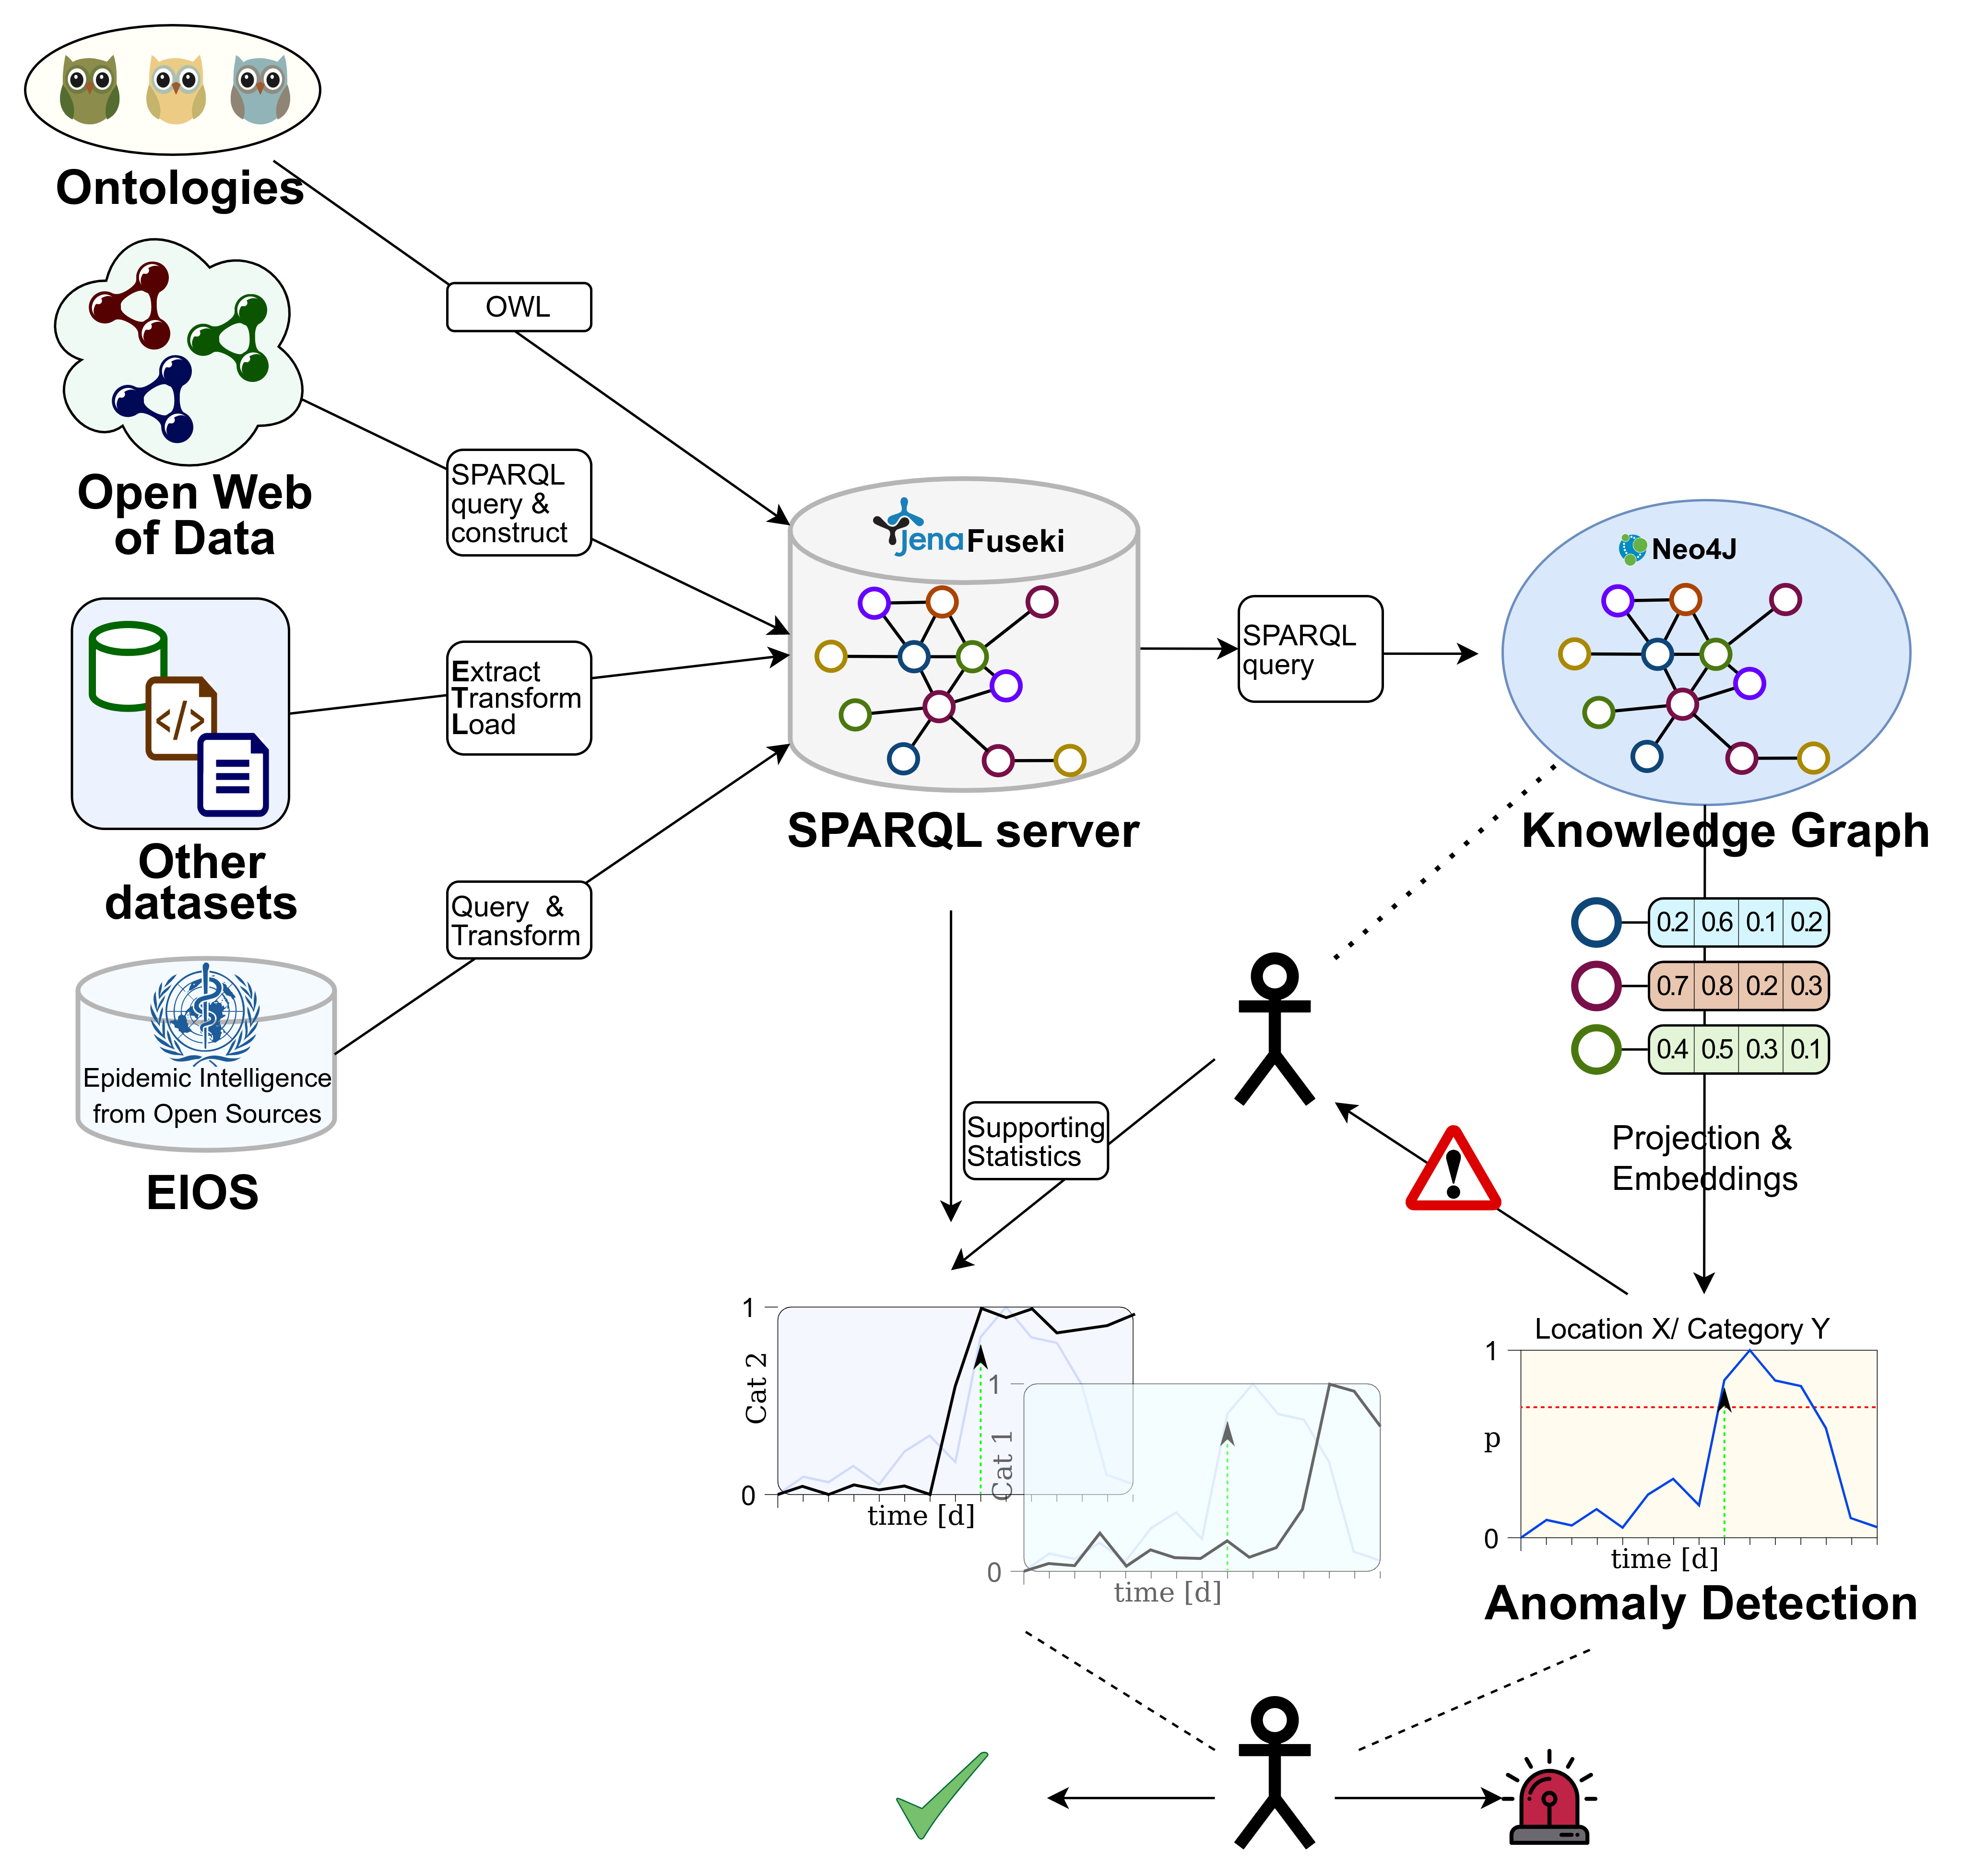 Ontologies
OWL
Open Web
of Data
SPARQL
query &
construct
Other
datasets
Extract
Transform
Load
Epidemic Intelligence
from Open Sources
EIOS
Query &
Transform
Jena Fuseki
SPARQL server
SPARQL
query
Neo4J
Knowledge Graph
0.2 0.6 0.1 0.2
0.7 0.8 0.2 0.3
0.4 0.5 0.3 0.1
Projection &
Embeddings
Supporting
Statistics
1
Cat 2
0
time [d]
1
Cat 1
0
time [d]
Location X/ Category Y
1
p
0
time [d]
Anomaly Detection